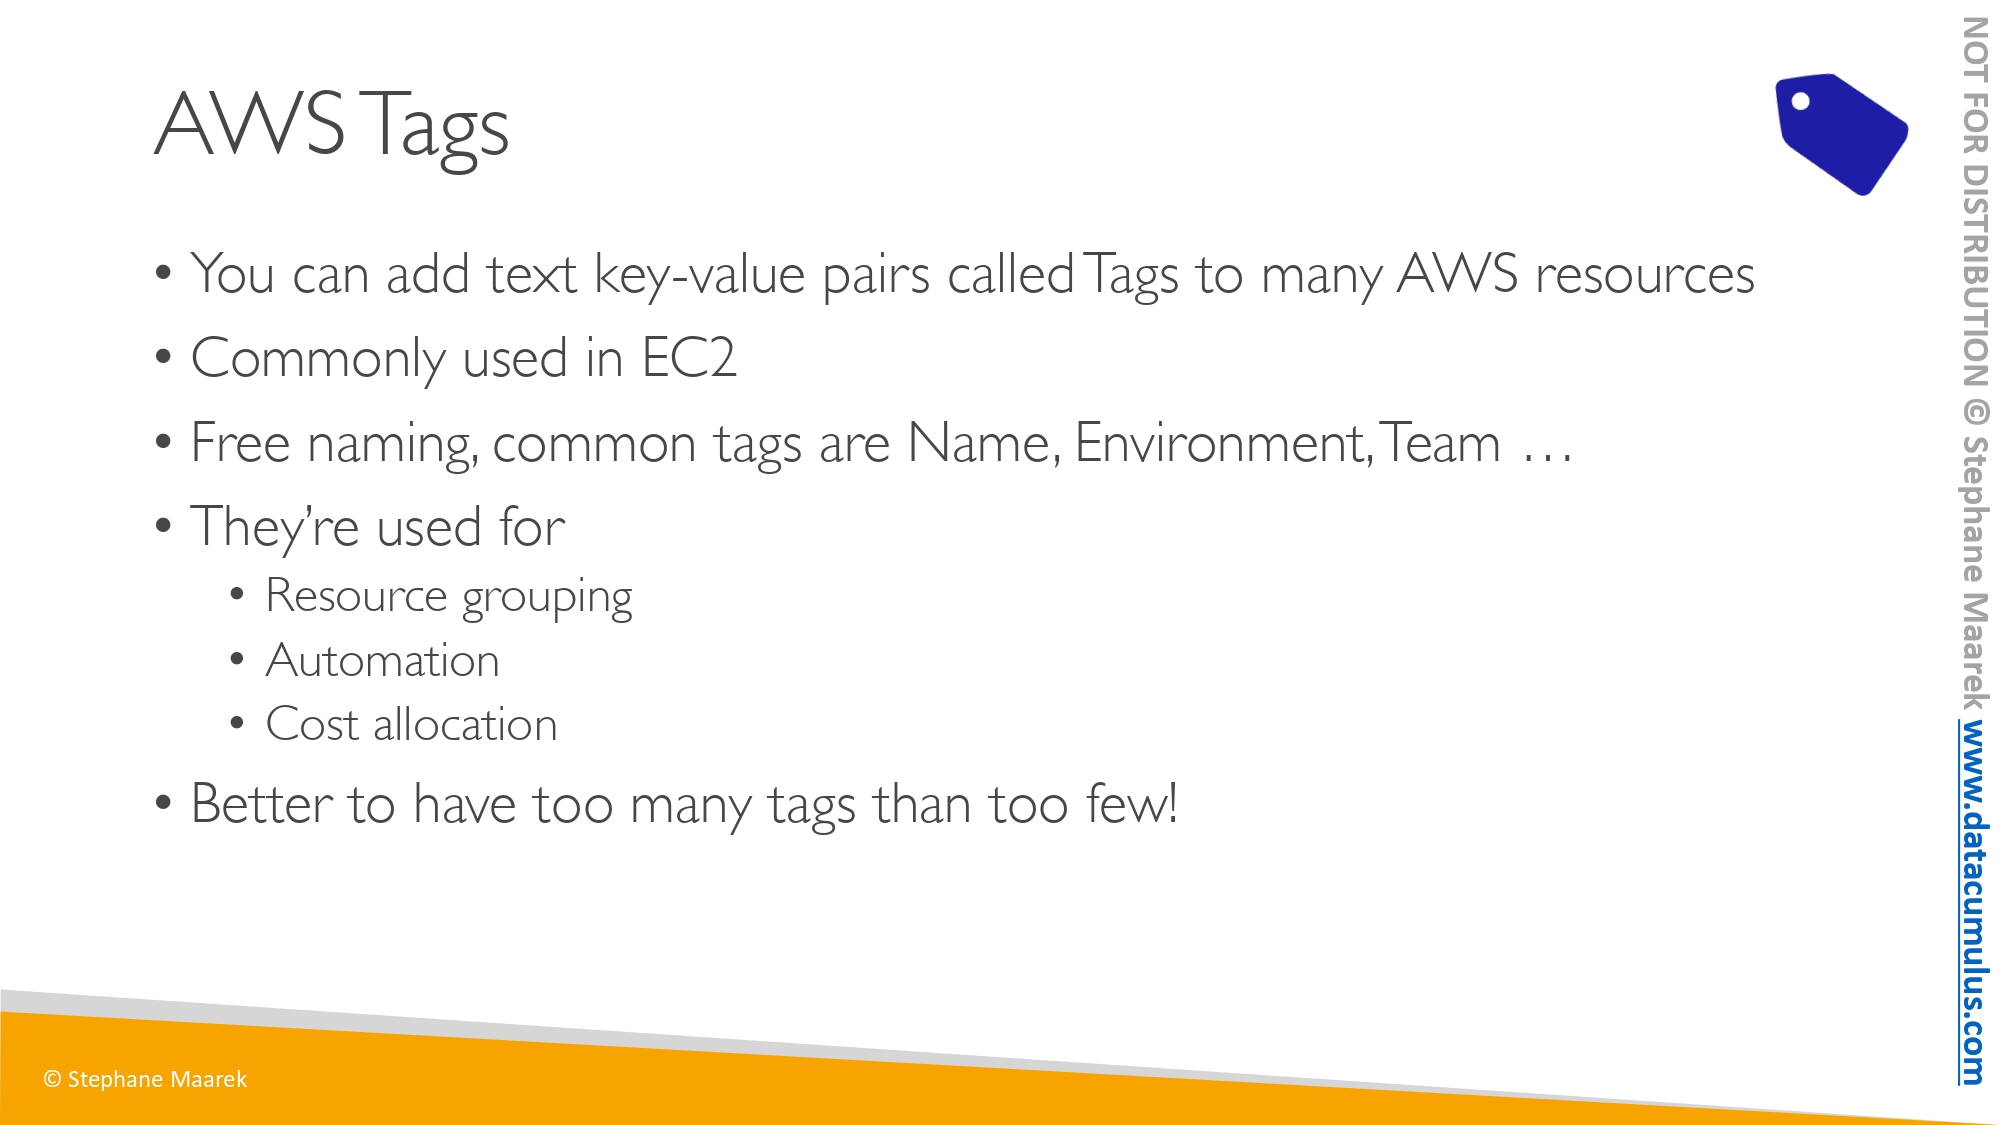 AWS Tags
• You can add text key-value pairs called Tags to many AWS resources
• Commonly used in EC2
• Free naming, common tags are Name, Environment, Team …
• They’re used for
• Resource grouping
• Automation
• Cost allocation
• Better to have too many tags than too few!
© Stephane Maarek
NOT FOR DISTRIBUTION © Stephane Maarek www.datacumulus.com